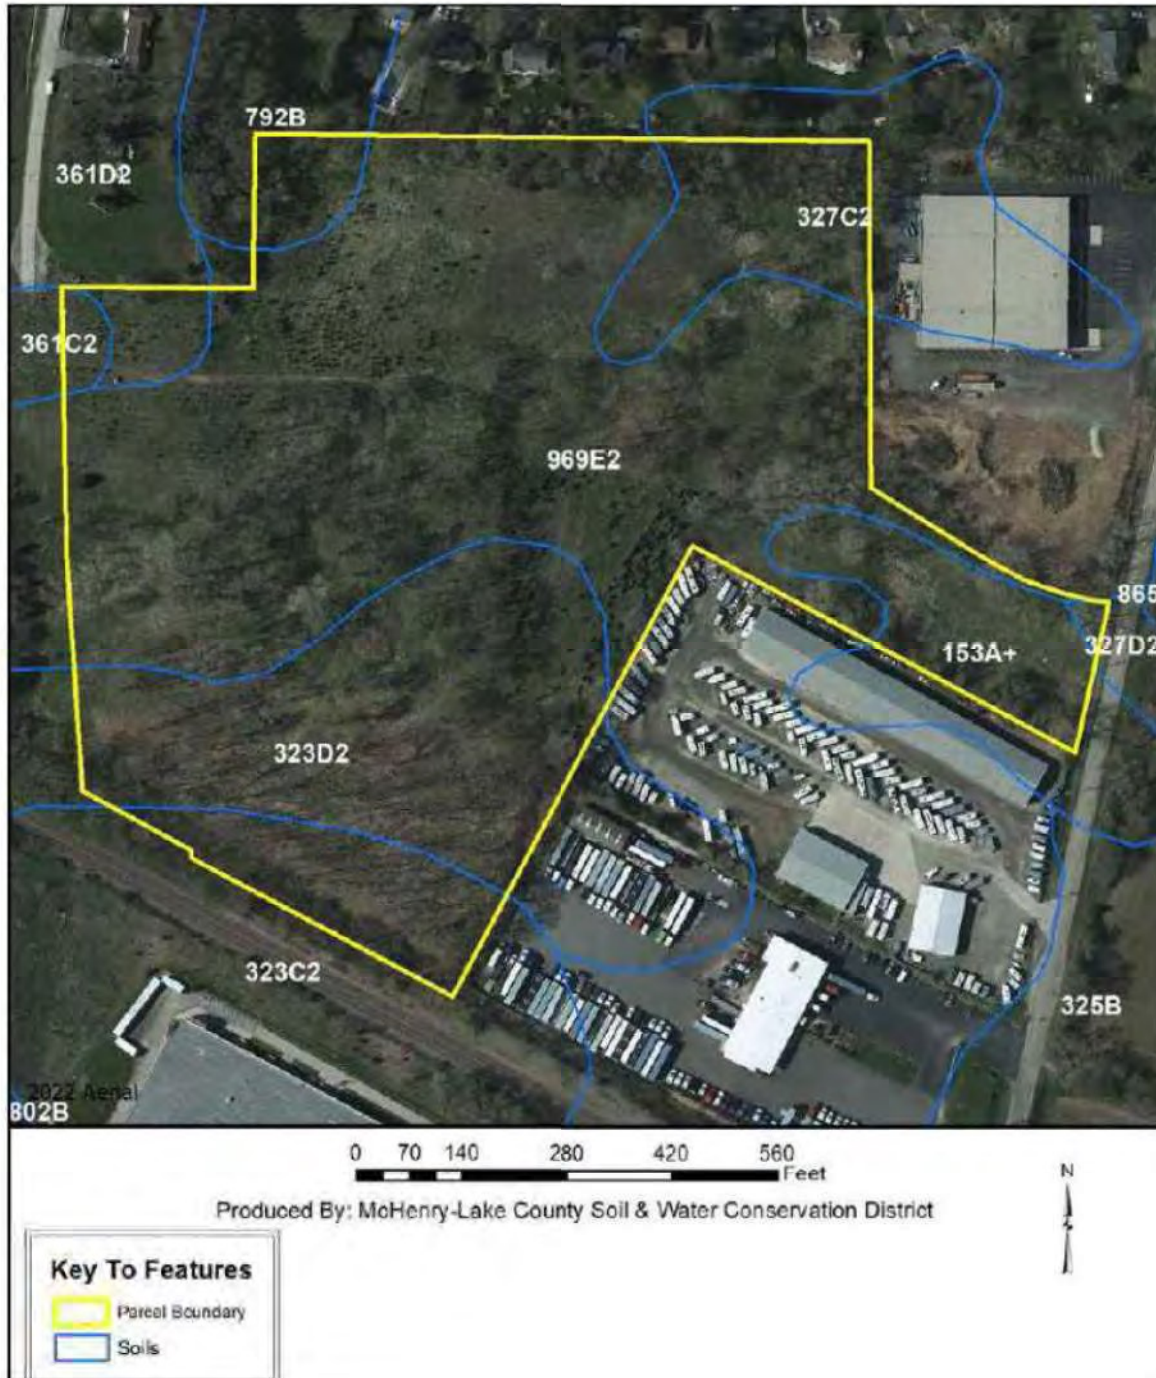 792B
361D2
327C2
361C2
969E2
865
327D2
153A+
323D2
323C2
325B
2022 Aerial
802B
0 70 140 280 420 560
Feet
N
Produced By: McHenry-Lake County Soil & Water Conservation District
Key To Features
Parcel Boundary
Soils